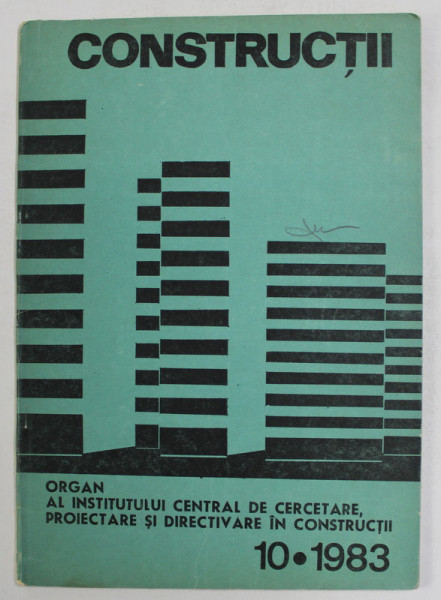 CONSTRUCȚII
ORGAN
AL INSTITUTULUI CENTRAL DE CERCETARE,
PROIECTARE ȘI DIRECTIVARE ÎN CONSTRUCȚII
10•1983